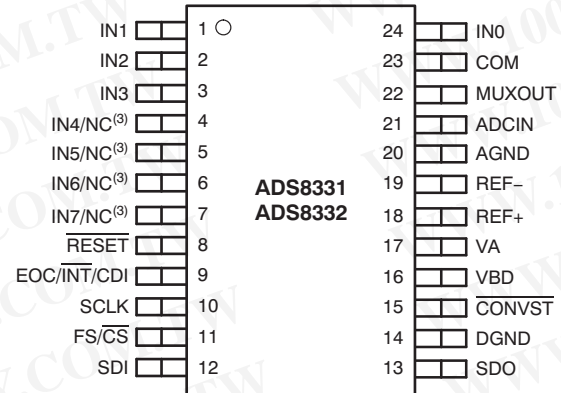 IN1 1 24 IN0
IN2 2 23 COM
IN3 3 22 MUXOUT
IN4/NC(3) 4 21 ADCIN
IN5/NC(3) 5 20 AGND
IN6/NC(3) 6 19 REF−
IN7/NC(3) 7 18 REF+
ADS8331
ADS8332
RESET 8 17 VA
EOC/INT/CDI 9 16 VBD
SCLK 10 15 CONVST
FS/CS 11 14 DGND
SDI 12 13 SDO